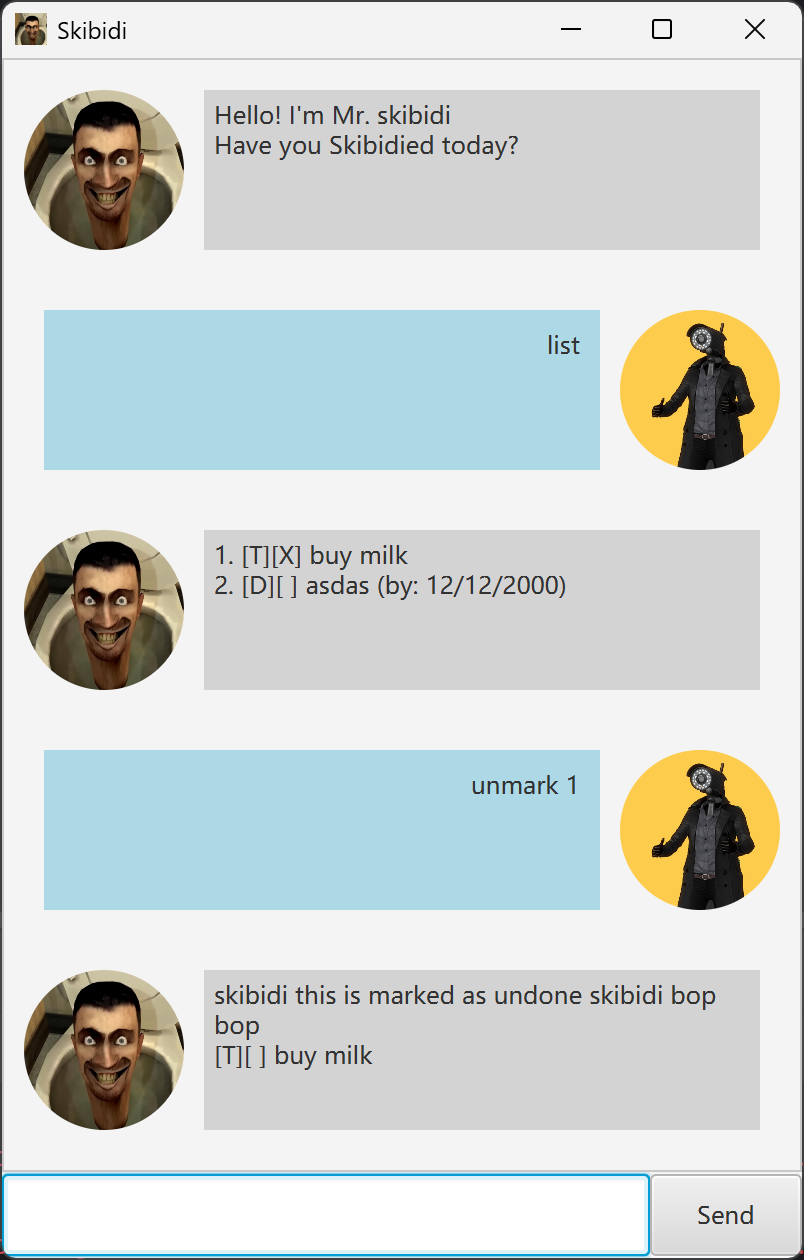 Skibidi
Hello! I'm Mr. skibidi
Have you Skibidied today?
list
1. [T][X] buy milk
2. [D][ ] asdas (by: 12/12/2000)
unmark 1
skibidi this is marked as undone skibidi bop
bop
[T][ ] buy milk
Send